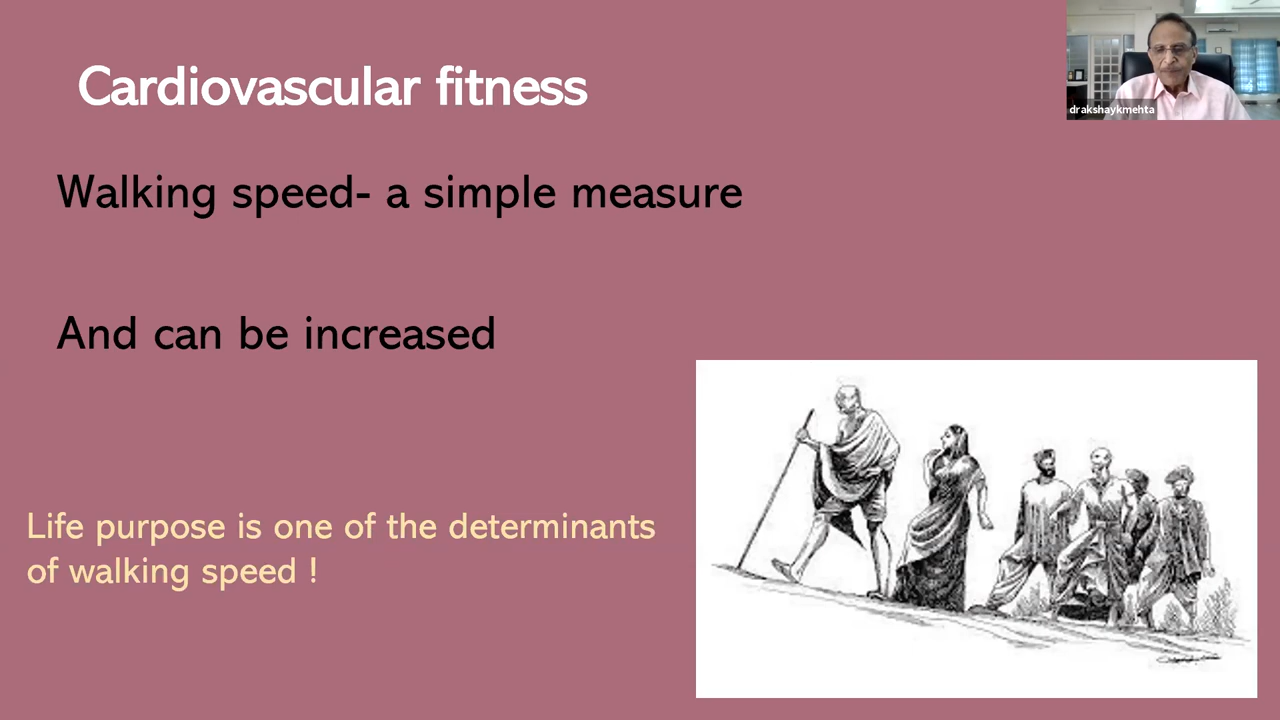 Cardiovascular fitness
drakshaykmehta
Walking speed- a simple measure
And can be increased
Life purpose is one of the determinants
of walking speed !